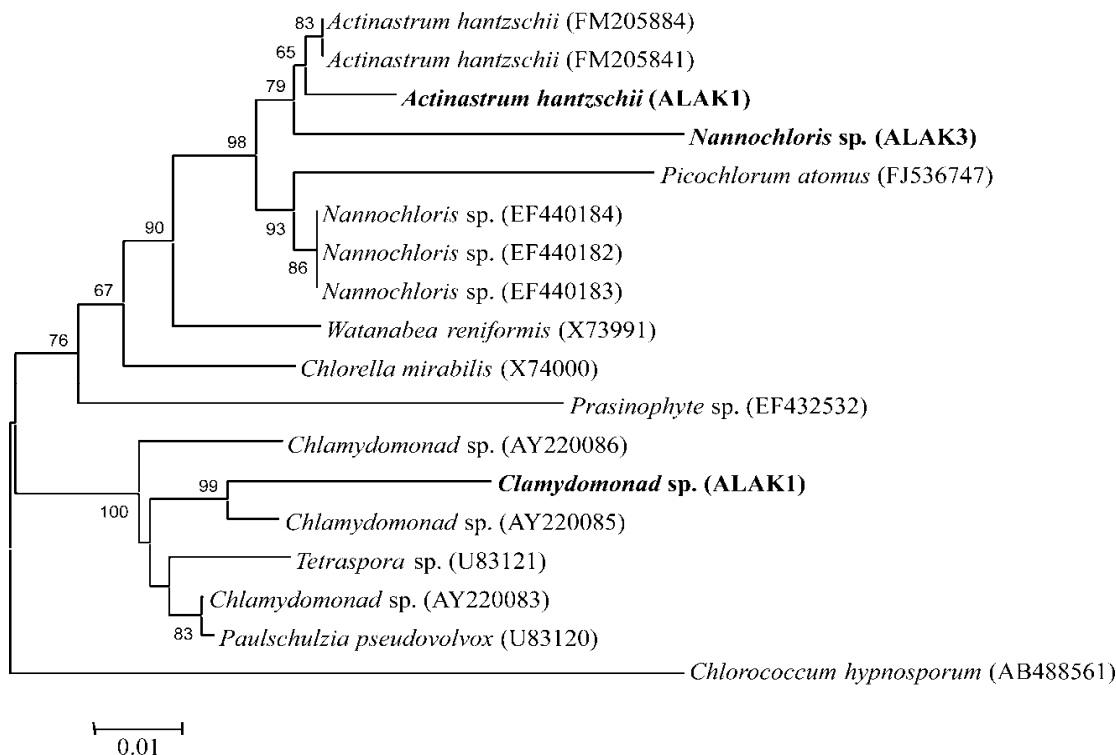 83 Actinastrum hantzschii (FM205884)
65
Actinastrum hantzschii (FM205841)
79
Actinastrum hantzschii (ALAK1)
98
Nannochloris sp. (ALAK3)
Picochlorum atomus (FJ536747)
90
93
Nannochloris sp. (EF440184)
Nannochloris sp. (EF440182)
86
Nannochloris sp. (EF440183)
67
Watanabea reniformis (X73991)
76
Chlorella mirabilis (X74000)
Prasinophyte sp. (EF432532)
Chlamydomonad sp. (AY220086)
99
Clamydomonad sp. (ALAK1)
100
Chlamydomonad sp. (AY220085)
Tetraspora sp. (U83121)
Chlamydomonad sp. (AY220083)
83
Paulschulzia pseudovolvox (U83120)
Chlorococcum hypnosporum (AB488561)
0.01